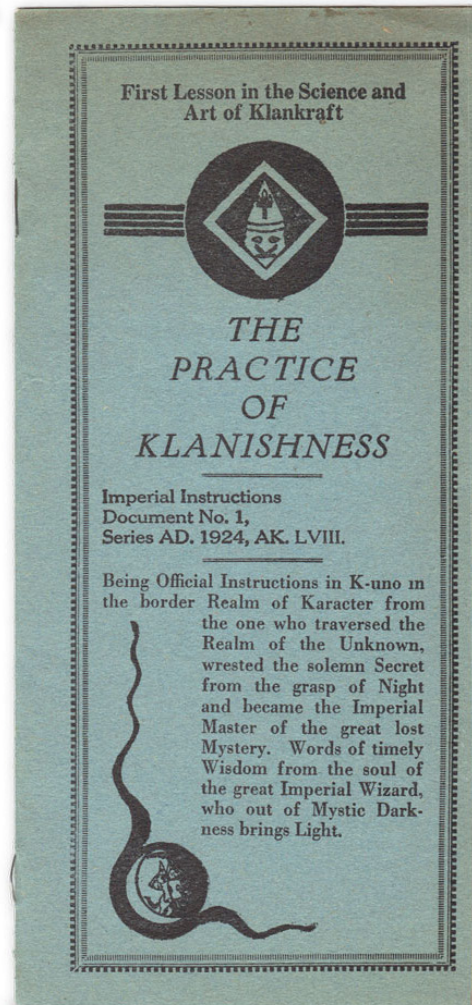 First Lesson in the Science and
Art of Klankraft
THE
PRACTICE
OF
KLANISHNESS
Imperial Instructions
Document No. 1,
Series AD. 1924, AK. LVIII.
Being Official Instructions in K-uno in
the border Realm of Karacter from
the one who traversed the
Realm of the Unknown,
wrested the solemn Secret
from the grasp of Night
and became the Imperial
Master of the great lost
Mystery. Words of timely
Wisdom from the soul of
the great Imperial Wizard,
who out of Mystic Dark-
ness brings Light.